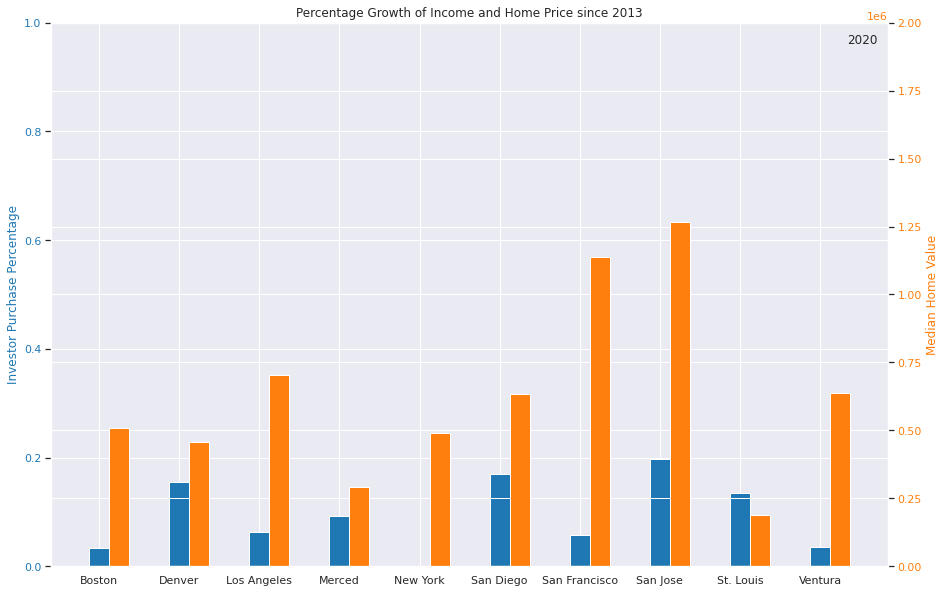 Percentage Growth of Income and Home Price since 2013
1e6
2020
Investor Purchase Percentage
1.0
0.8
0.6
0.4
0.2
0.0
Median Home Value
2.00
1.75
1.50
1.25
1.00
0.75
0.50
0.25
0.00
Boston
Denver
Los Angeles
Merced
New York
San Diego
San Francisco
San Jose
St. Louis
Ventura